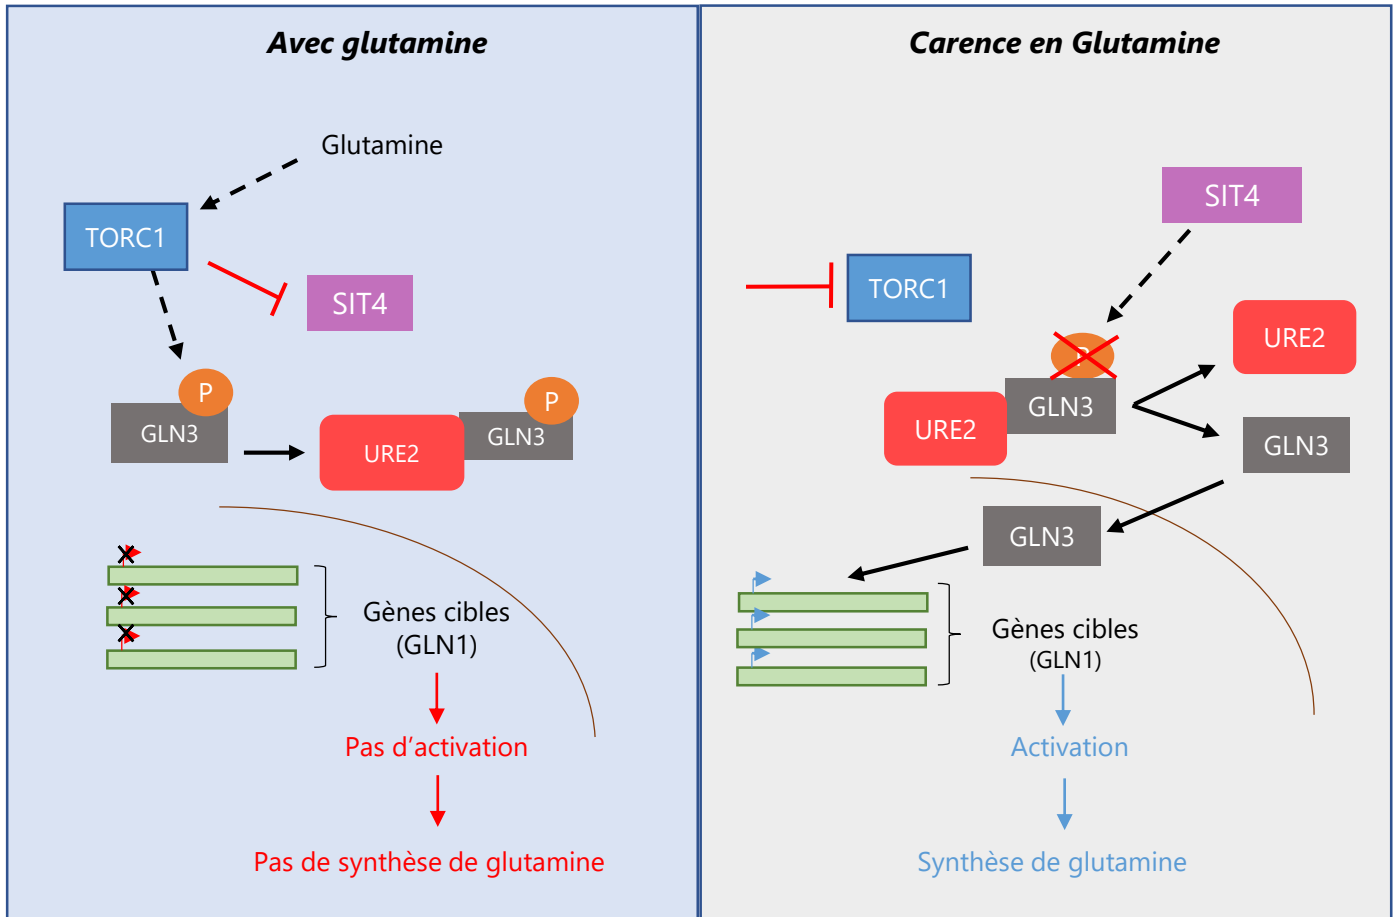 Avec glutamine
Glutamine
TORC1
SIT4
P
GLN3
URE2
P
GLN3
Gènes cibles
(GLN1)
Pas d'activation
Pas de synthèse de glutamine
Carence en Glutamine
SIT4
TORC1
P
GLN3
URE2
URE2
GLN3
GLN3
Gènes cibles
(GLN1)
Activation
Synthèse de glutamine